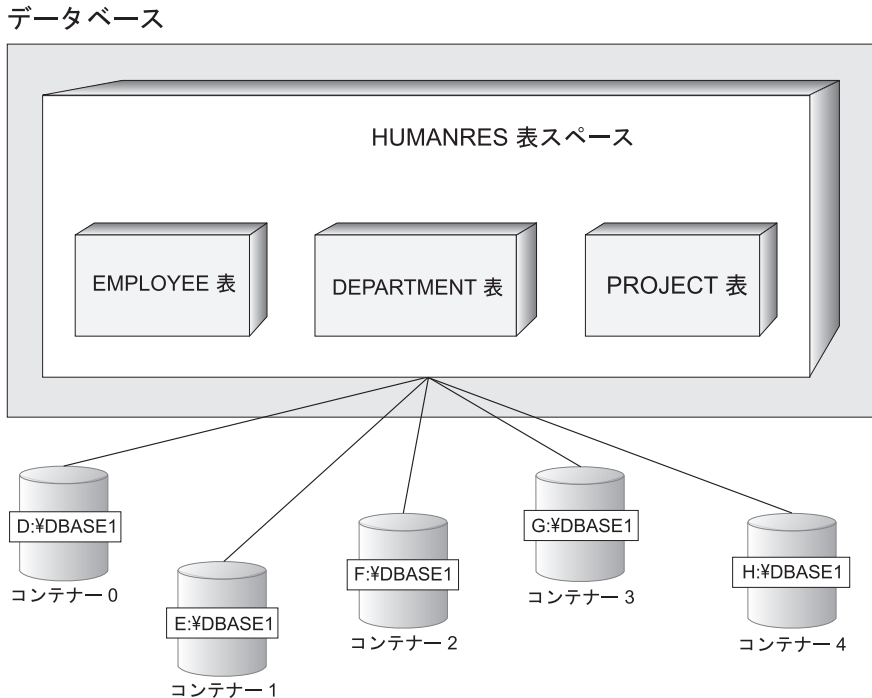 データベース
HUMANRES 表スペース
EMPLOYEE 表
DEPARTMENT 表
PROJECT 表
D:¥DBASE1
コンテナー 0
E:¥DBASE1
コンテナー 1
F:¥DBASE1
コンテナー 2
G:¥DBASE1
コンテナー 3
H:¥DBASE1
コンテナー 4